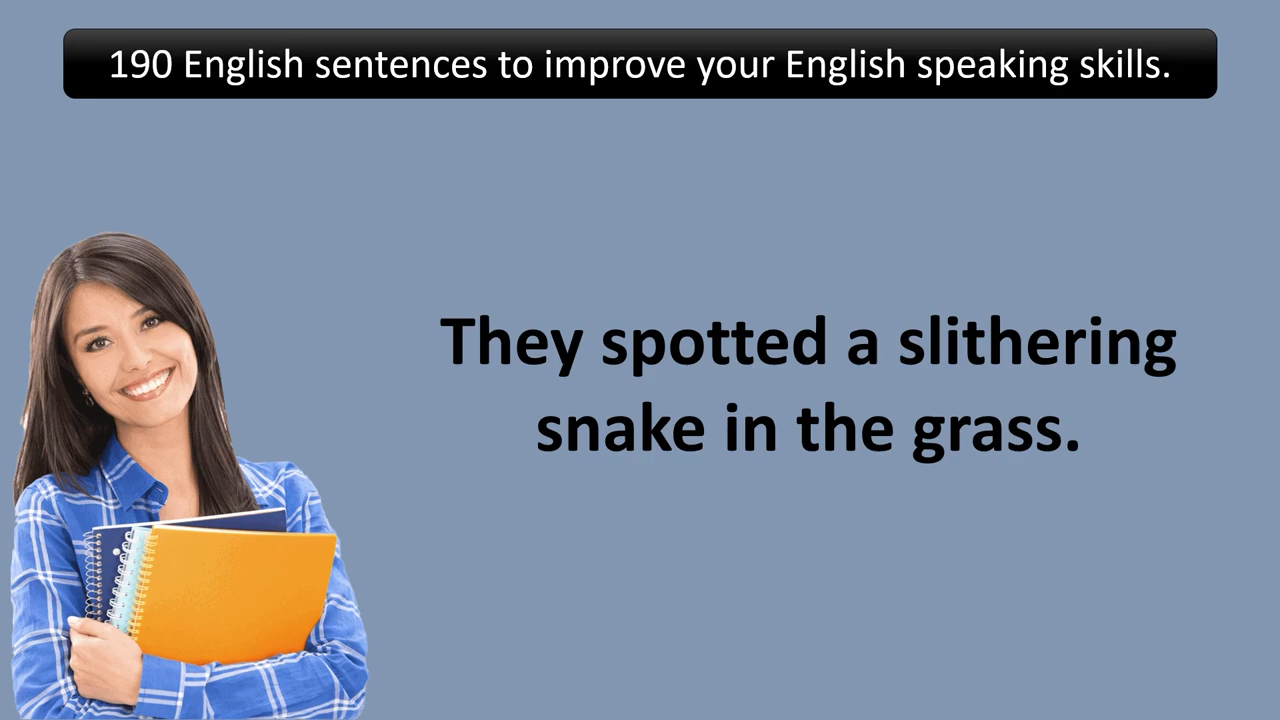 190 English sentences to improve your English speaking skills.
They spotted a slithering
snake in the grass.